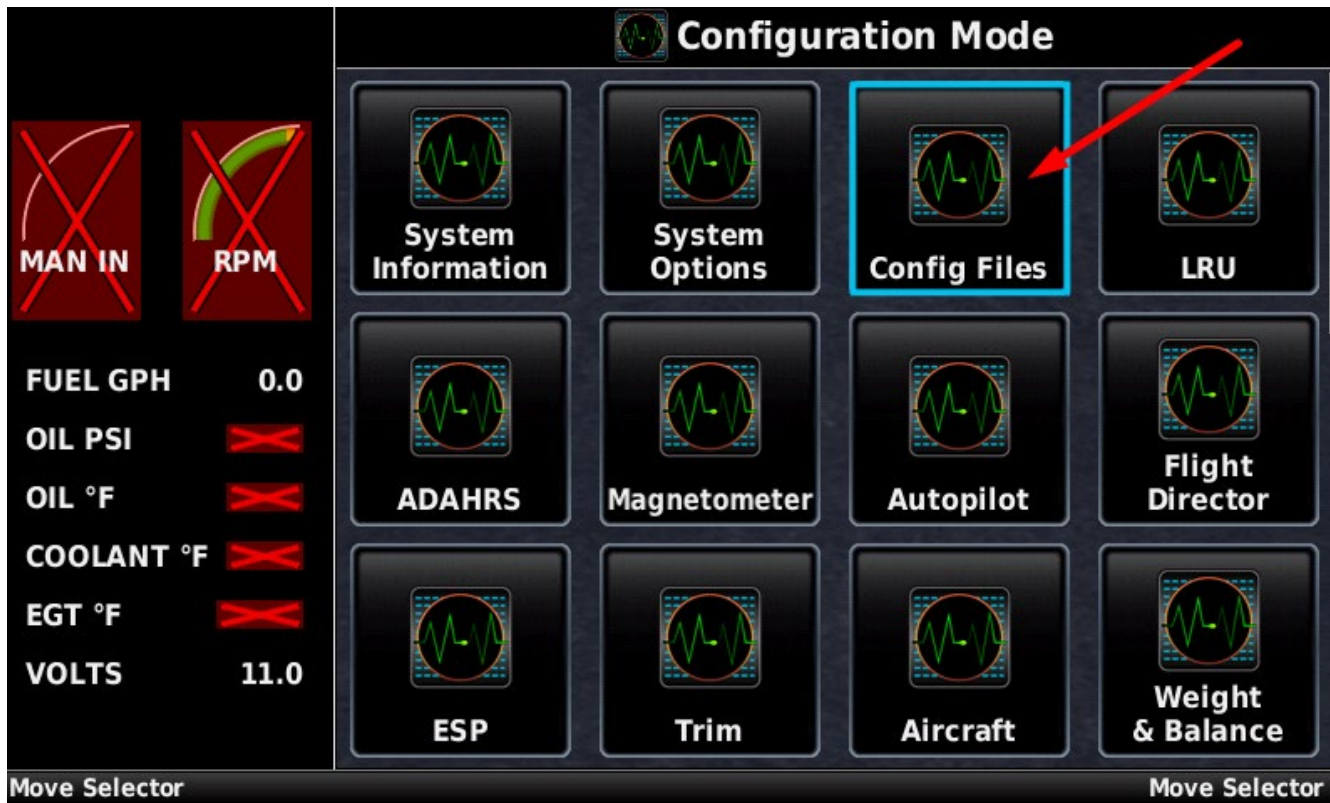 Configuration Mode
MAN IN
RPM
FUEL GPH 0.0
OIL PSI
OIL °F
COOLANT °F
EGT °F
VOLTS 11.0
System
Information
System
Options
Config Files
LRU
ADAHRS
Magnetometer
Autopilot
Flight
Director
ESP
Trim
Aircraft
Weight
& Balance
Move Selector
Move Selector